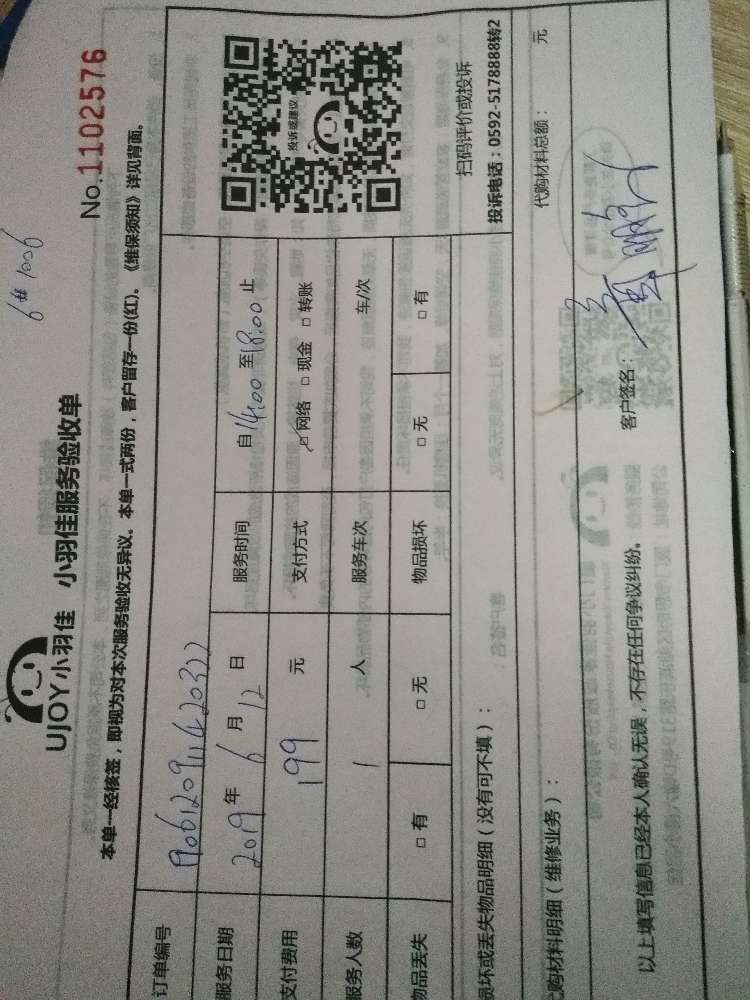 6# 1006
UJOY小羽佳 小羽佳服务验收单
No.1102576
本单一经核签，即视为对本次服务验收无异议。本单一式两份，客户留存一份(红)。《维保须知》详见背面。
订单编号
服务日期 2019 年 6 月 12 日 服务时间 自 14:00 至 18:00 止
支付费用 199 元 支付方式 □网络 □现金 □转账
服务人数 1 人 服务车次 车/次
物品丢失 □有 □无 物品损坏 □无 □有
损坏或丢失物品明细（没有可不填）：
代购材料明细（维修业务）： 代购材料总额： 元
以上填写信息已经本人确认无误，不存在任何争议纠纷。 客户签名：
投诉或建议
扫码评价或投诉
投诉电话：0592-5178888转2